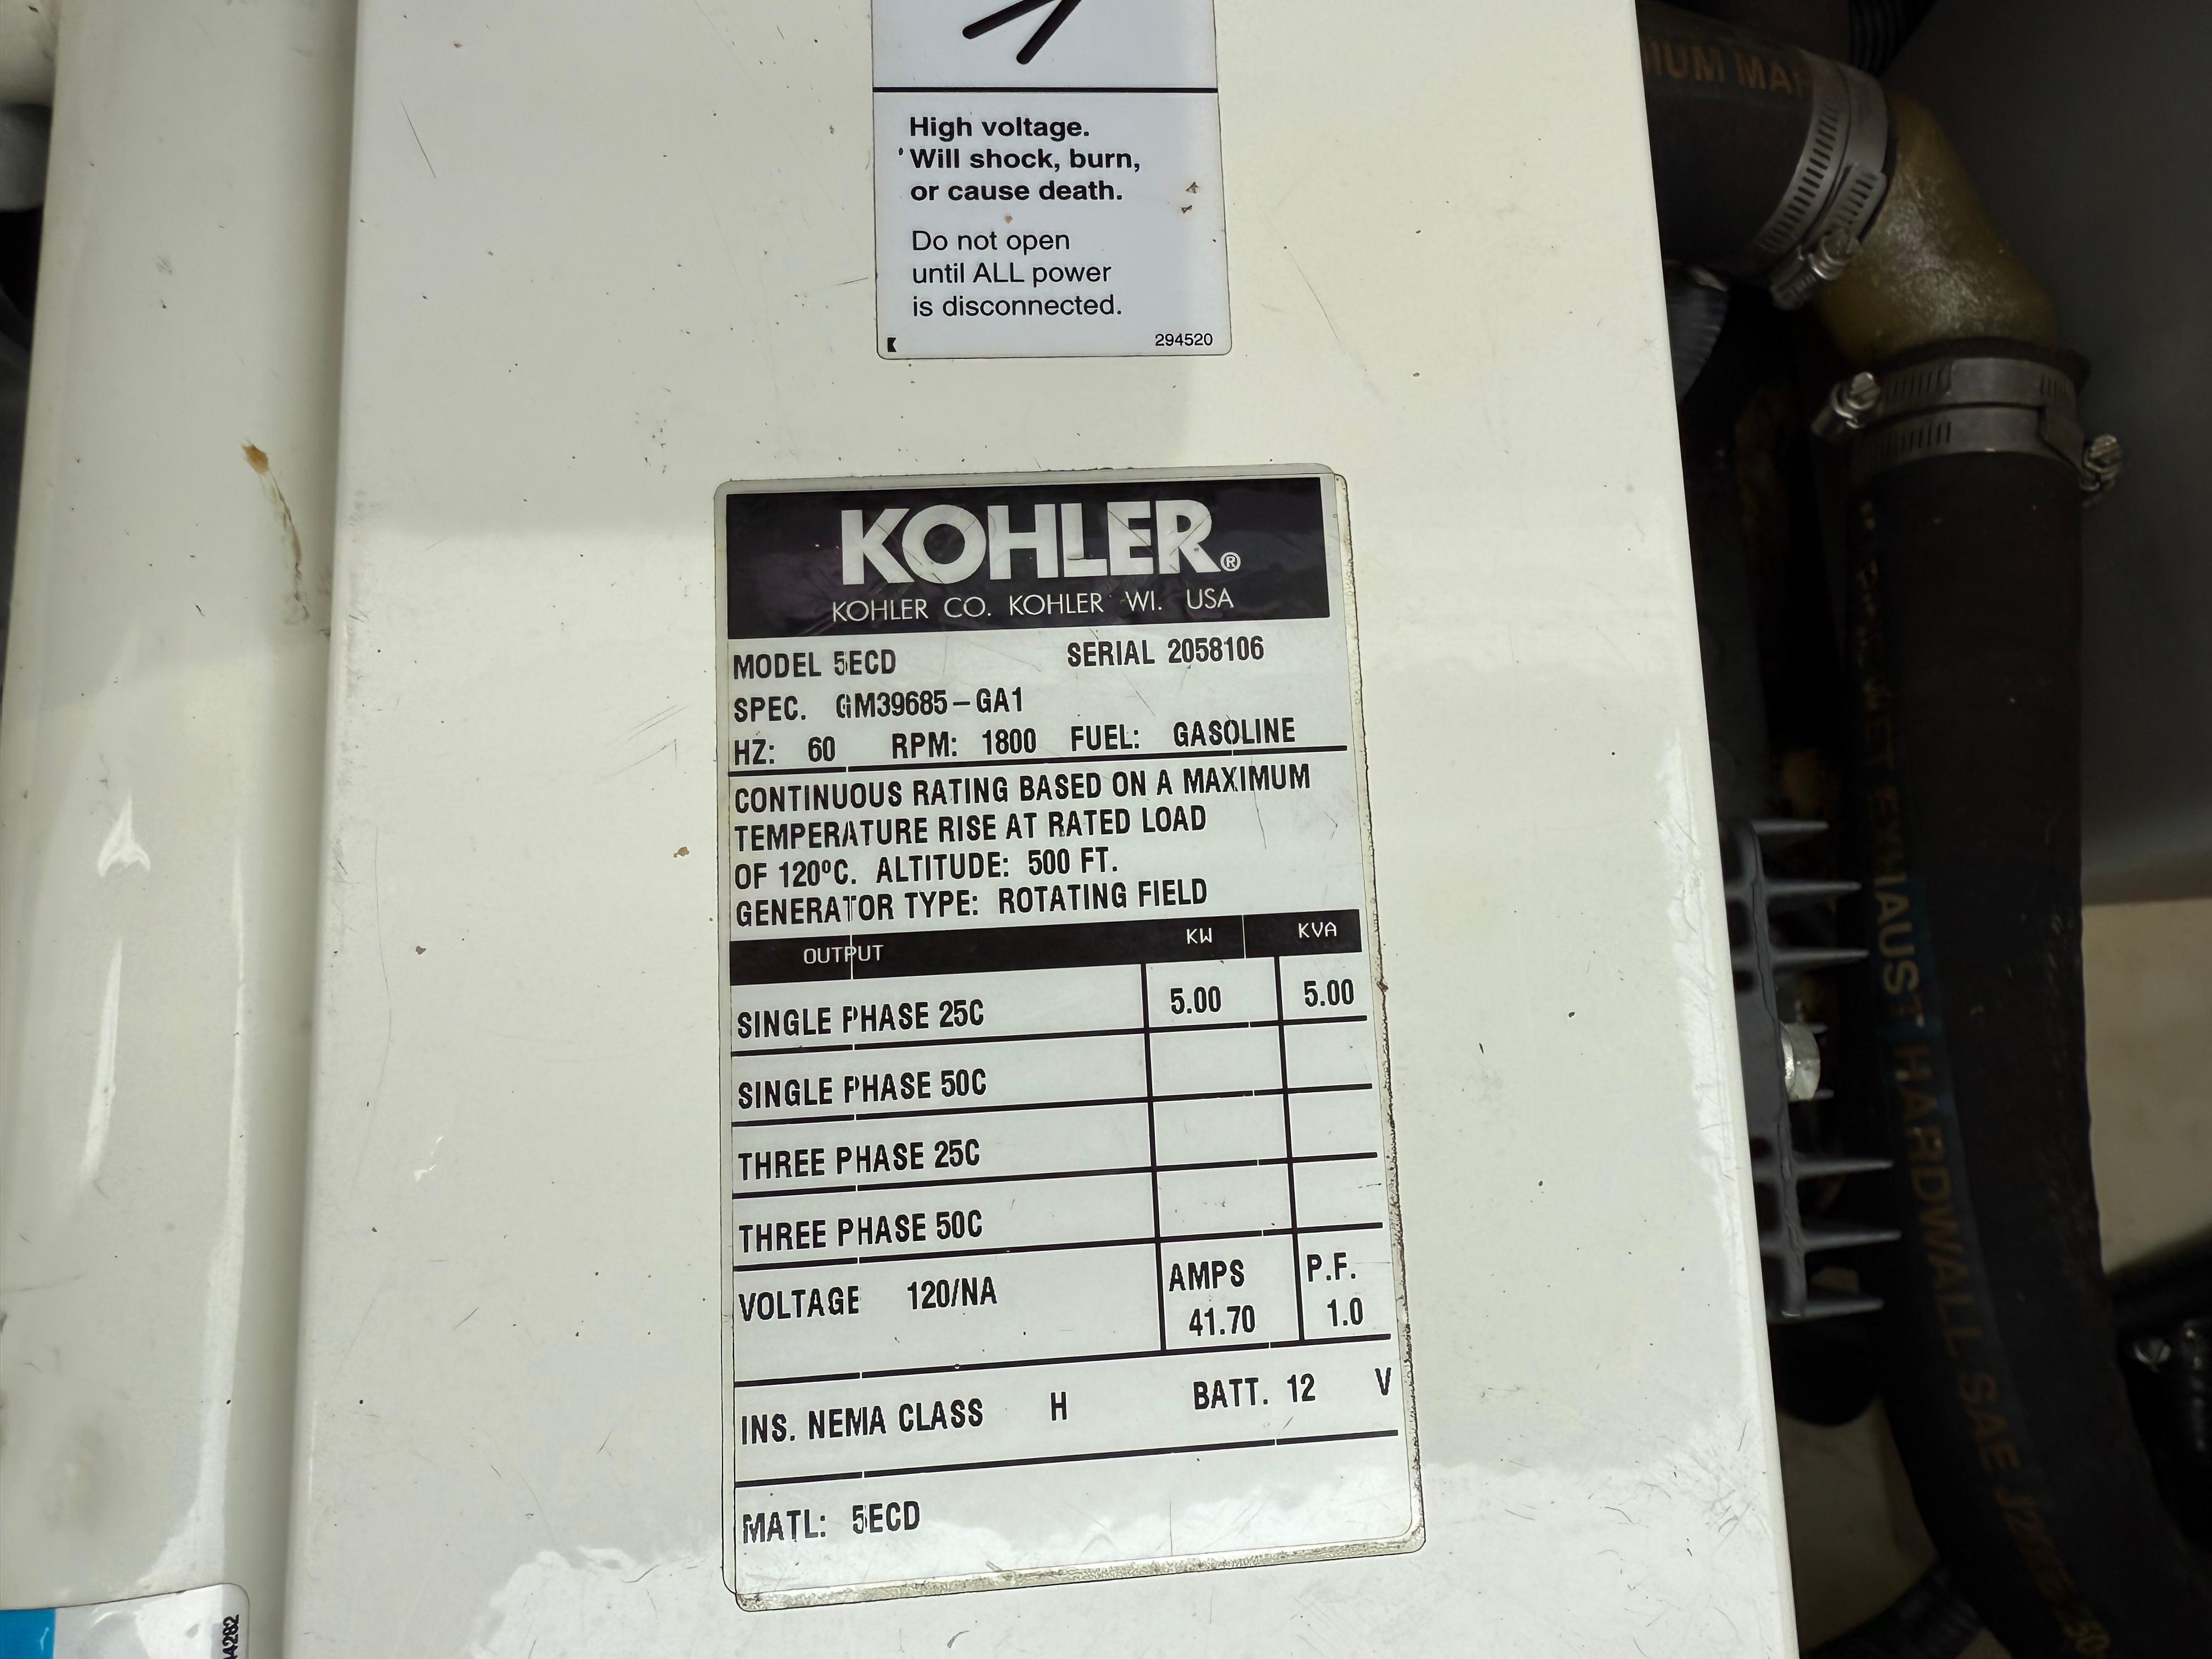 High voltage.
Will shock, burn,
or cause death.
Do not open
until ALL power
is disconnected.
294520
KOHLER®
KOHLER CO. KOHLER WI. USA
MODEL 5ECD SERIAL 2058106
SPEC. GM39685-GA1
HZ: 60 RPM: 1800 FUEL: GASOLINE
CONTINUOUS RATING BASED ON A MAXIMUM
TEMPERATURE RISE AT RATED LOAD
OF 120ºC. ALTITUDE: 500 FT.
GENERATOR TYPE: ROTATING FIELD
OUTPUT KW KVA
SINGLE PHASE 25C 5.00 5.00
SINGLE PHASE 50C
THREE PHASE 25C
THREE PHASE 50C
VOLTAGE 120/NA AMPS P.F.
41.70 1.0
INS. NEMA CLASS H BATT. 12 V
MATL: 5ECD
WET EXHAUST HARDWALL SAE